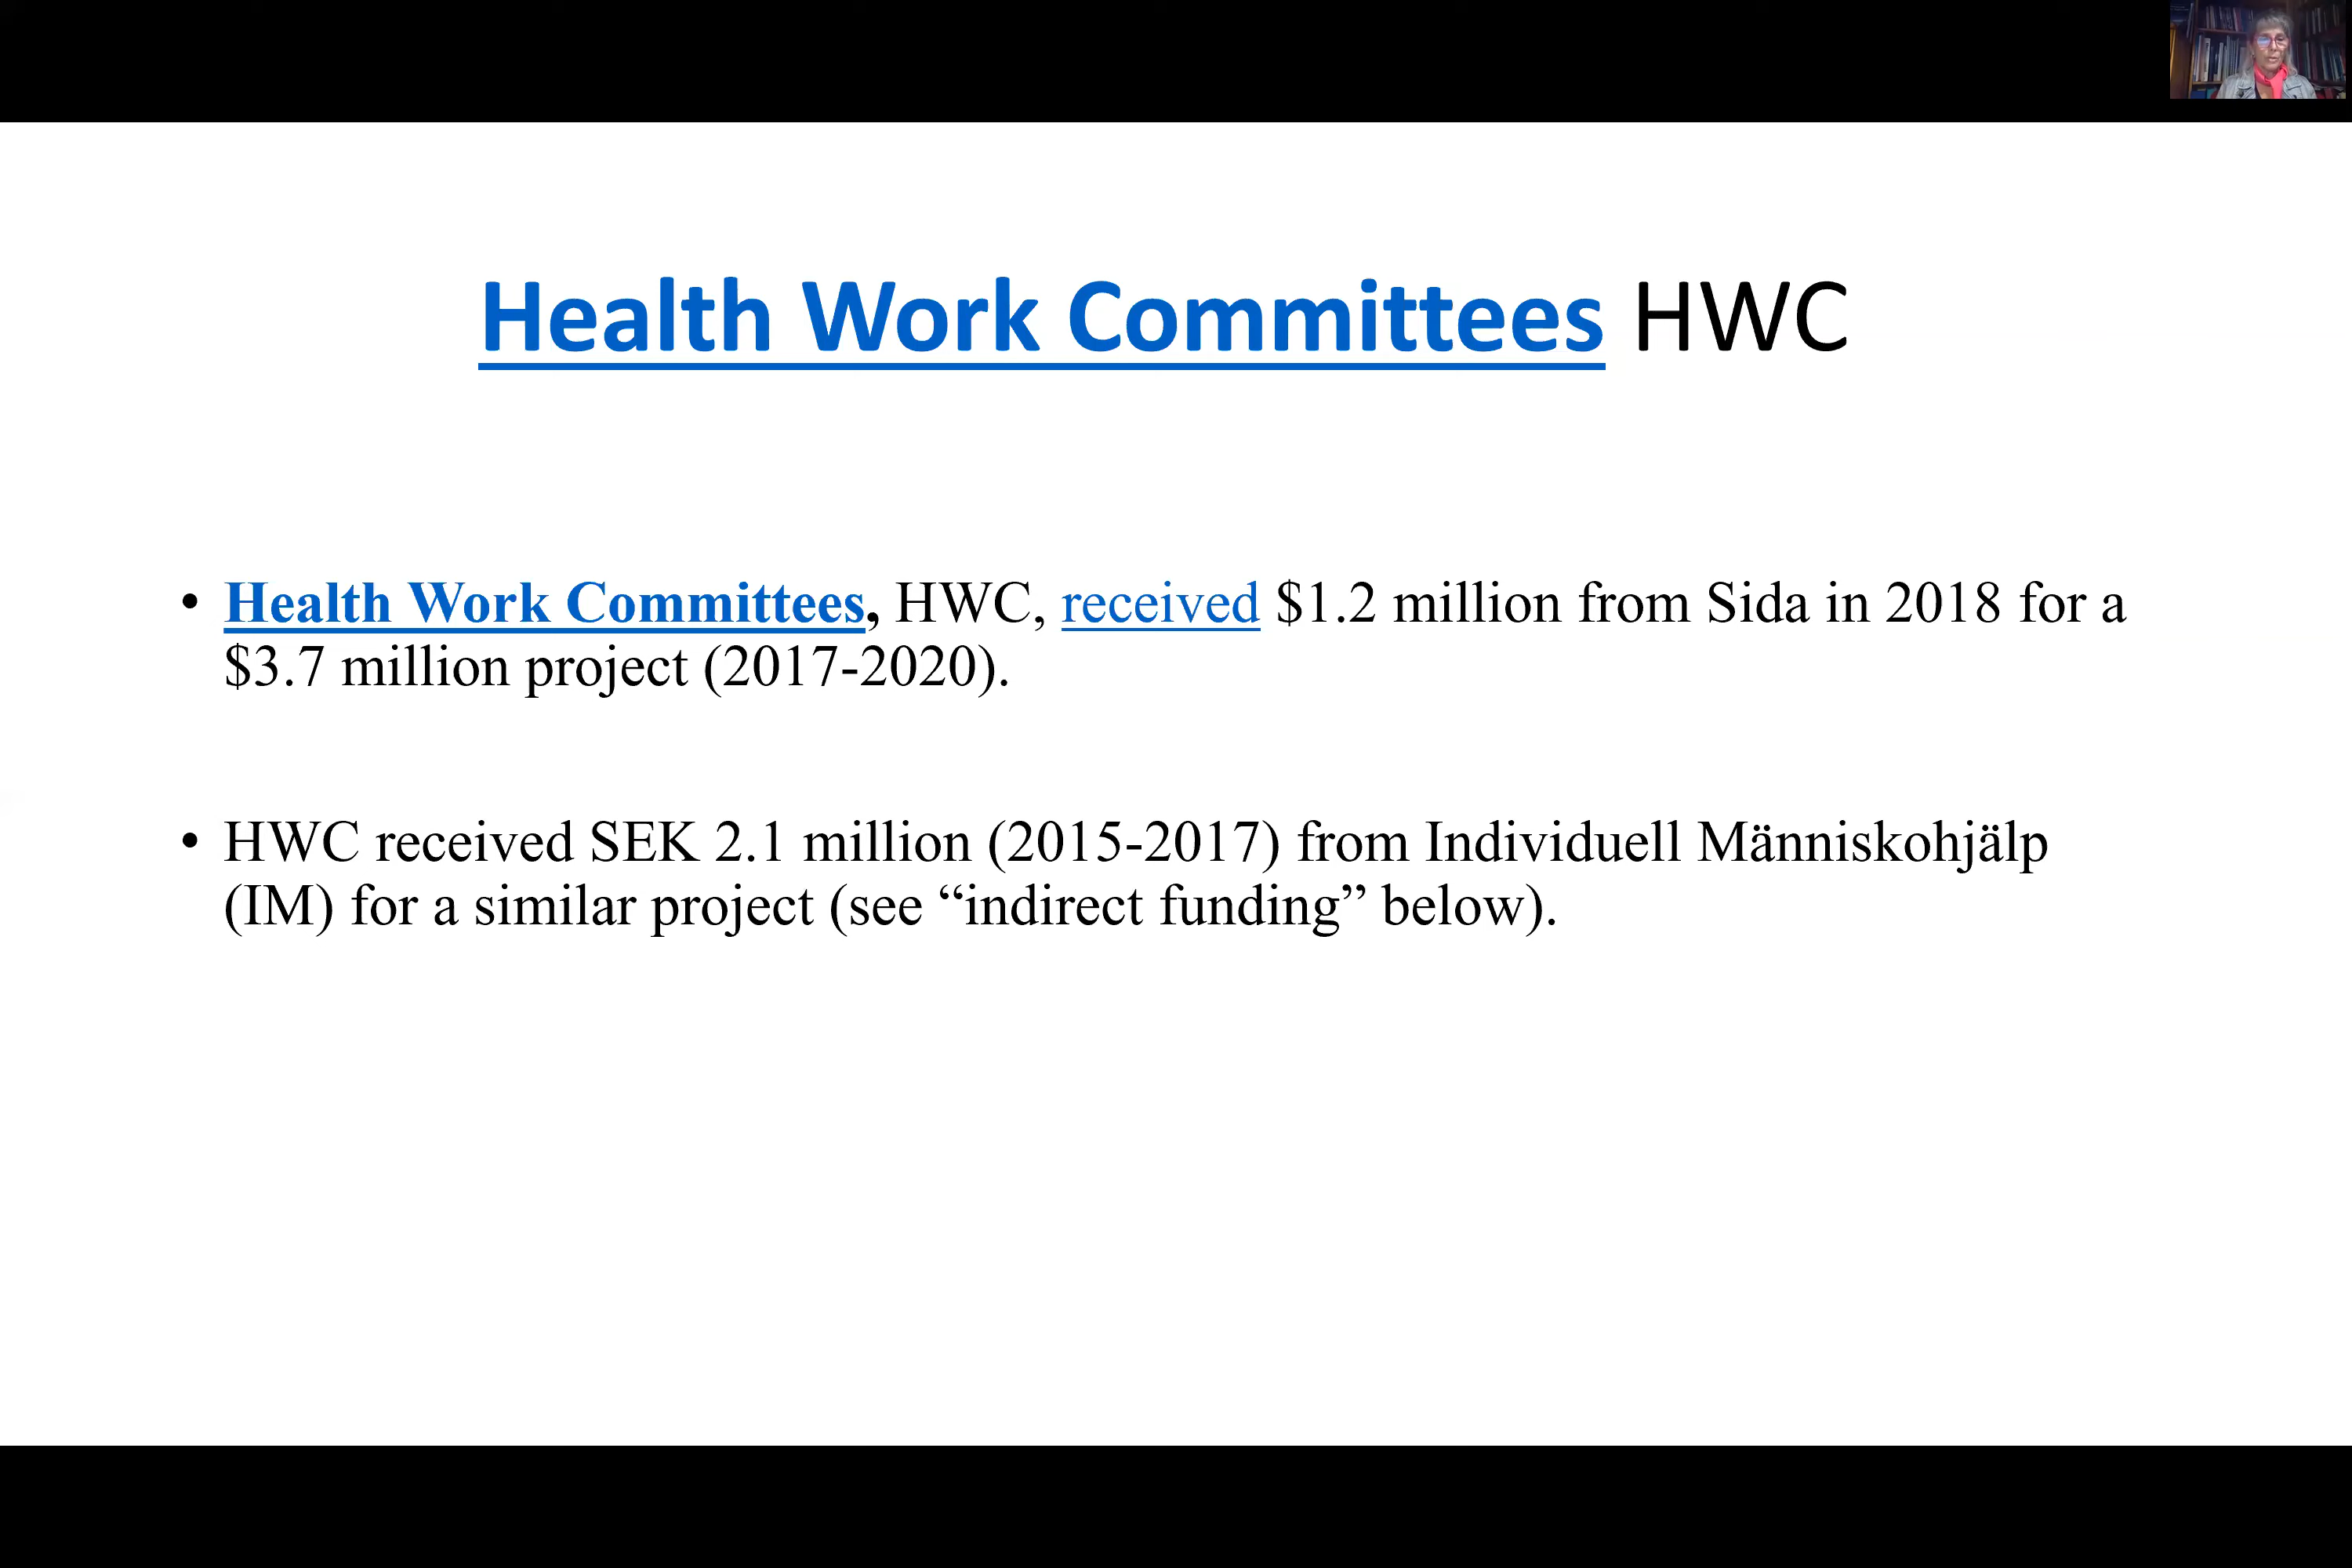 Health Work Committees HWC
• Health Work Committees, HWC, received $1.2 million from Sida in 2018 for a
$3.7 million project (2017-2020).
• HWC received SEK 2.1 million (2015-2017) from Individuell Människohjälp
(IM) for a similar project (see “indirect funding” below).